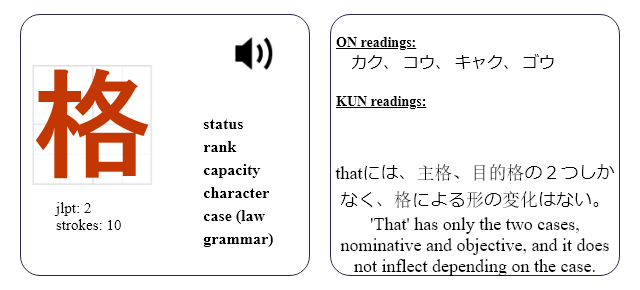 格
jlpt: 2
strokes: 10
status
rank
capacity
character
case (law
grammar)
ON readings:
カク、 コウ、 キャク、 ゴウ
KUN readings:
thatには、主格、目的格の２つしか
なく、格による形の変化はない。
'That' has only the two cases,
nominative and objective, and it does
not inflect depending on the case.